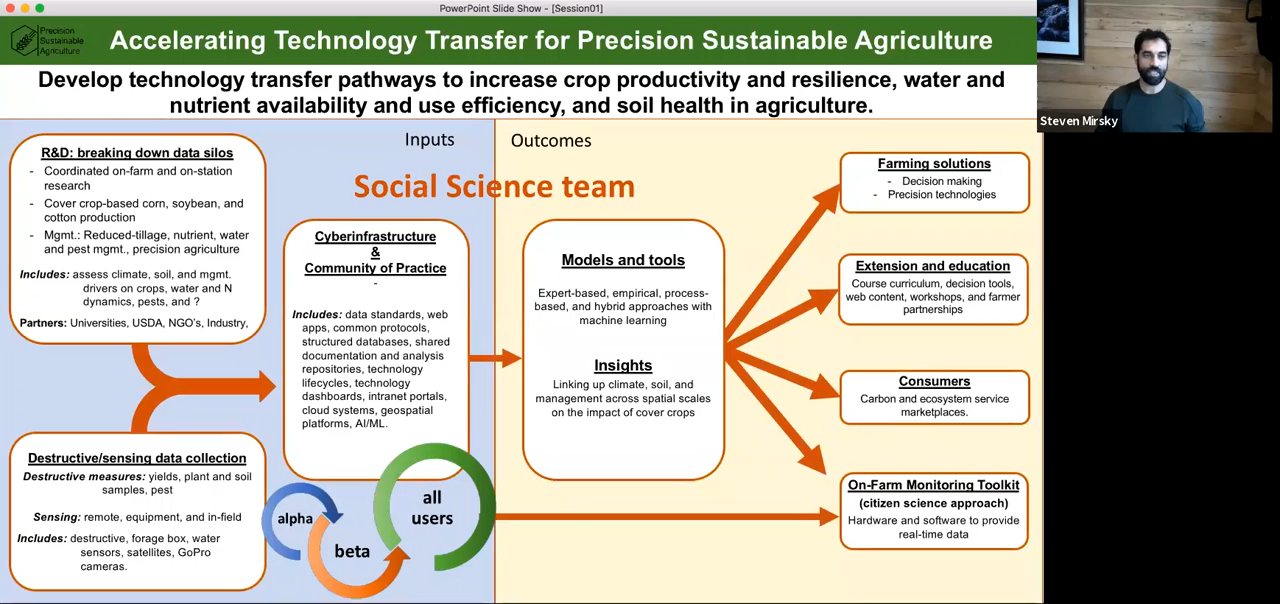 PowerPoint Slide Show - [Session01]
Precision
Sustainable
Agriculture
Accelerating Technology Transfer for Precision Sustainable Agriculture
Develop technology transfer pathways to increase crop productivity and resilience, water and
nutrient availability and use efficiency, and soil health in agriculture.
Steven Mirsky
Inputs
Outcomes
Social Science team
R&D: breaking down data silos
- Coordinated on-farm and on-station
research
- Cover crop-based corn, soybean, and
cotton production
- Mgmt.: Reduced-tillage, nutrient, water
and pest mgmt., precision agriculture
Includes: assess climate, soil, and mgmt.
drivers on crops, water and N
dynamics, pests, and ?
Partners: Universities, USDA, NGO's, Industry,
Destructive/sensing data collection
Destructive measures: yields, plant and soil
samples, pest
Sensing: remote, equipment, and in-field
Includes: destructive, forage box, water
sensors, satellites, GoPro
cameras.
Cyberinfrastructure
&
Community of Practice
-
Includes: data standards, web
apps, common protocols,
structured databases, shared
documentation and analysis
repositories, technology
lifecycles, technology
dashboards, intranet portals,
cloud systems, geospatial
platforms, AI/ML.
alpha
beta
all
users
Models and tools
Expert-based, empirical, process-
based, and hybrid approaches with
machine learning
Insights
Linking up climate, soil, and
management across spatial scales
on the impact of cover crops
Farming solutions
- Decision making
- Precision technologies
Extension and education
Course curriculum, decision tools,
web content, workshops, and farmer
partnerships
Consumers
Carbon and ecosystem service
marketplaces.
On-Farm Monitoring Toolkit
(citizen science approach)
Hardware and software to provide
real-time data